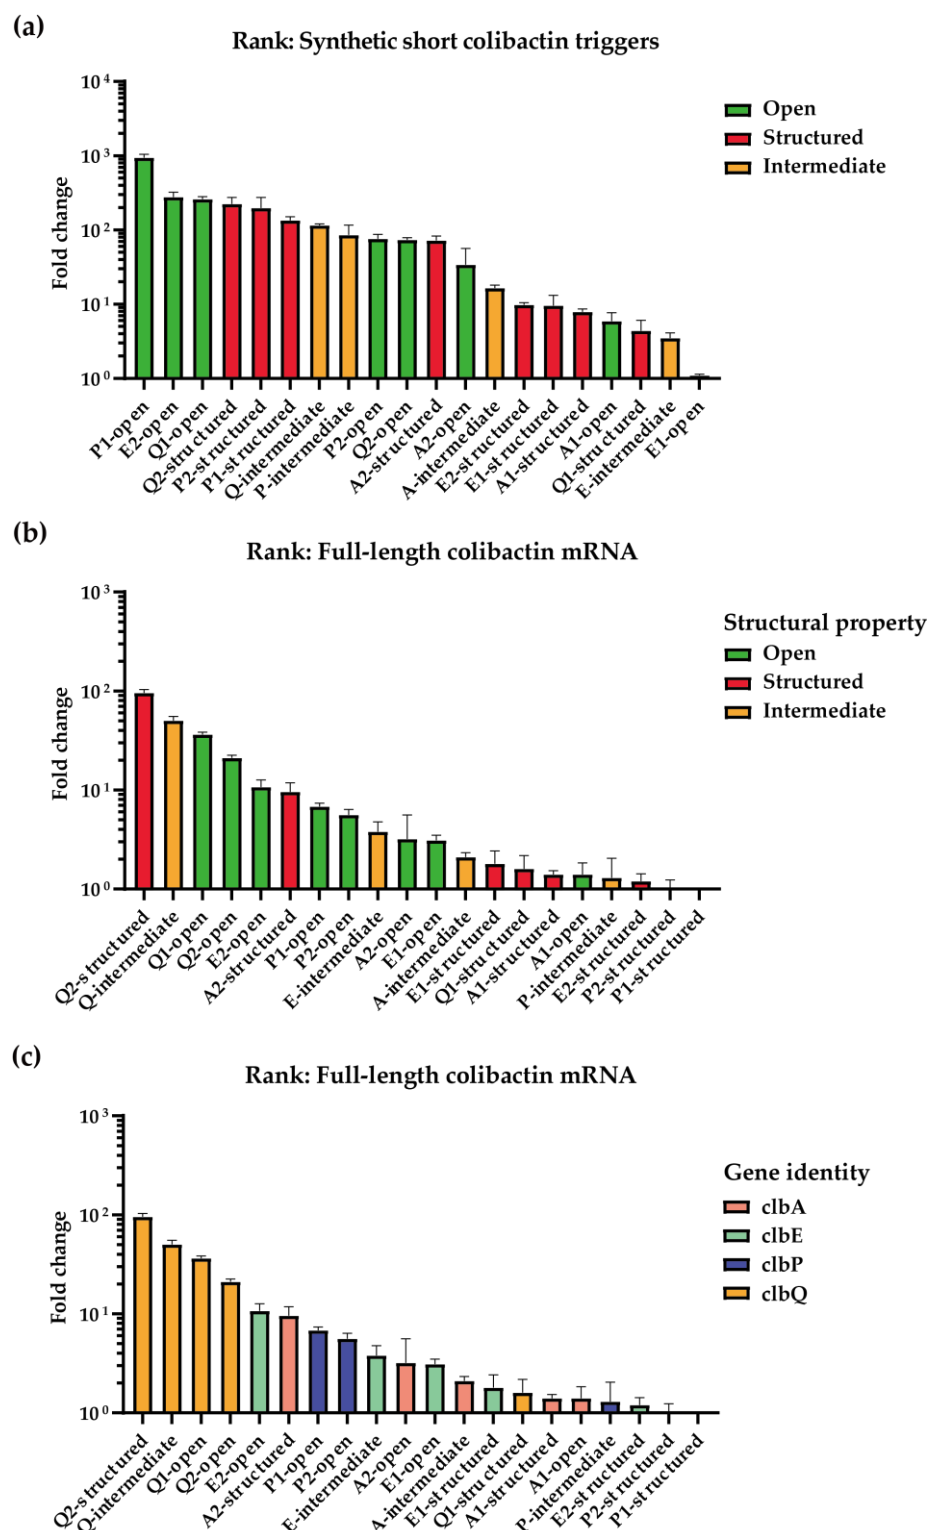 (a)
Rank: Synthetic short colibactin triggers
Fold change
10⁴
10³
10²
10¹
10⁰
Open
Structured
Intermediate
P1-open
E2-open
Q1-open
Q2-structured
P2-structured
P1-structured
Q-intermediate
P-intermediate
P2-open
Q2-open
A2-structured
A2-open
A-intermediate
E2-structured
E1-structured
A1-structured
A1-open
Q1-structured
E-intermediate
E1-open
(b)
Rank: Full-length colibactin mRNA
Fold change
10³
10²
10¹
10⁰
Structural property
Open
Structured
Intermediate
Q2-structured
Q-intermediate
Q1-open
Q2-open
E2-open
A2-structured
P1-open
P2-open
E-intermediate
A2-open
E1-open
A-intermediate
E1-structured
Q1-structured
A1-structured
A1-open
P-intermediate
E2-structured
P2-structured
P1-structured
(c)
Rank: Full-length colibactin mRNA
Fold change
10³
10²
10¹
10⁰
Gene identity
clbA
clbE
clbP
clbQ
Q2-structured
Q-intermediate
Q1-open
Q2-open
E2-open
A2-structured
P1-open
P2-open
E-intermediate
A2-open
E1-open
A-intermediate
E1-structured
Q1-structured
A1-structured
A1-open
P-intermediate
E2-structured
P2-structured
P1-structured